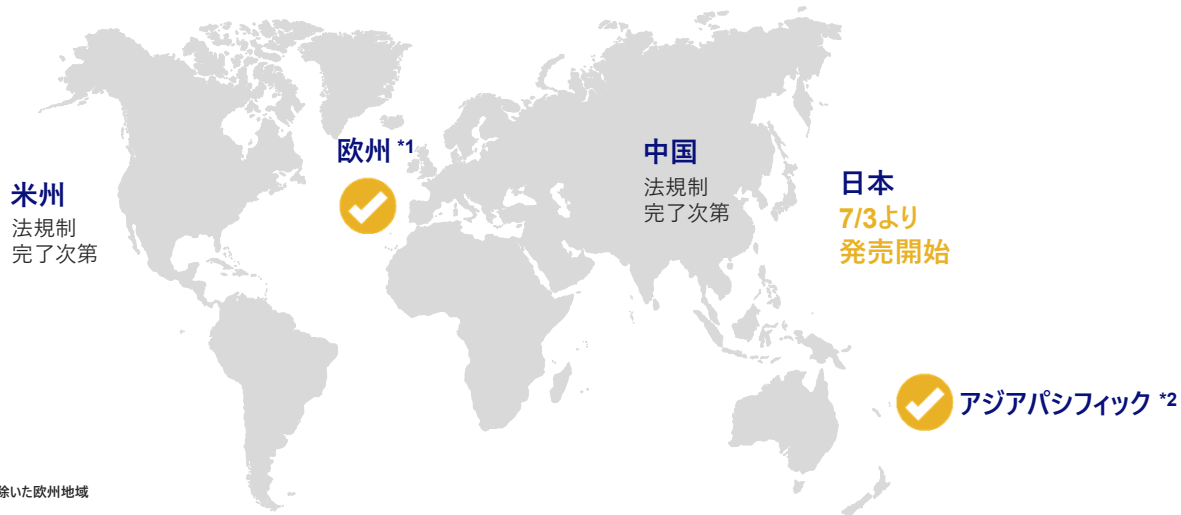 欧州 *1
中国
法規制
完了次第
米州
法規制
完了次第
日本
7/3より
発売開始
アジアパシフィック *2
除いた欧州地域